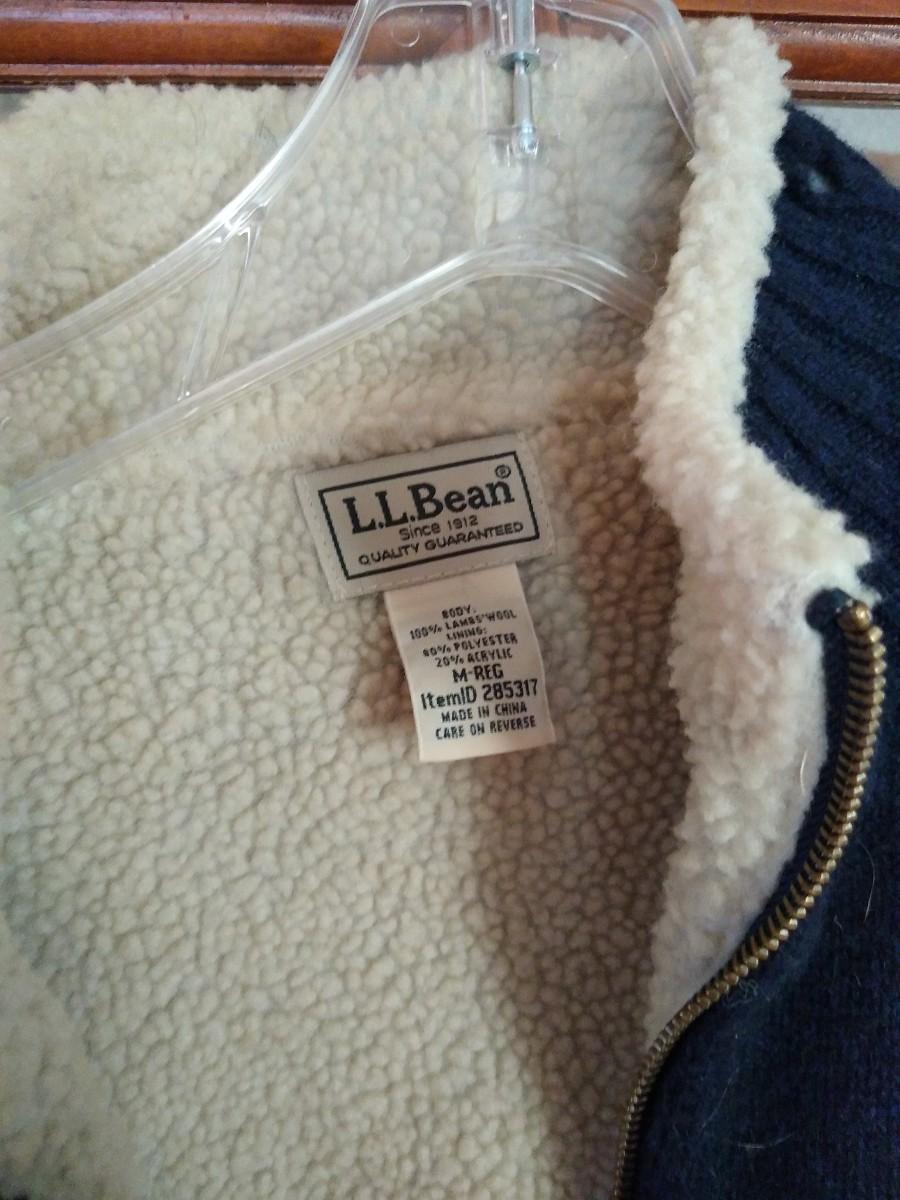 L.L.Bean®
Since 1912
QUALITY GUARANTEED
BODY:
100% LAMBS'WOOL
LINING:
80% POLYESTER
20% ACRYLIC
M-REG
ItemID 285317
MADE IN CHINA
CARE ON REVERSE